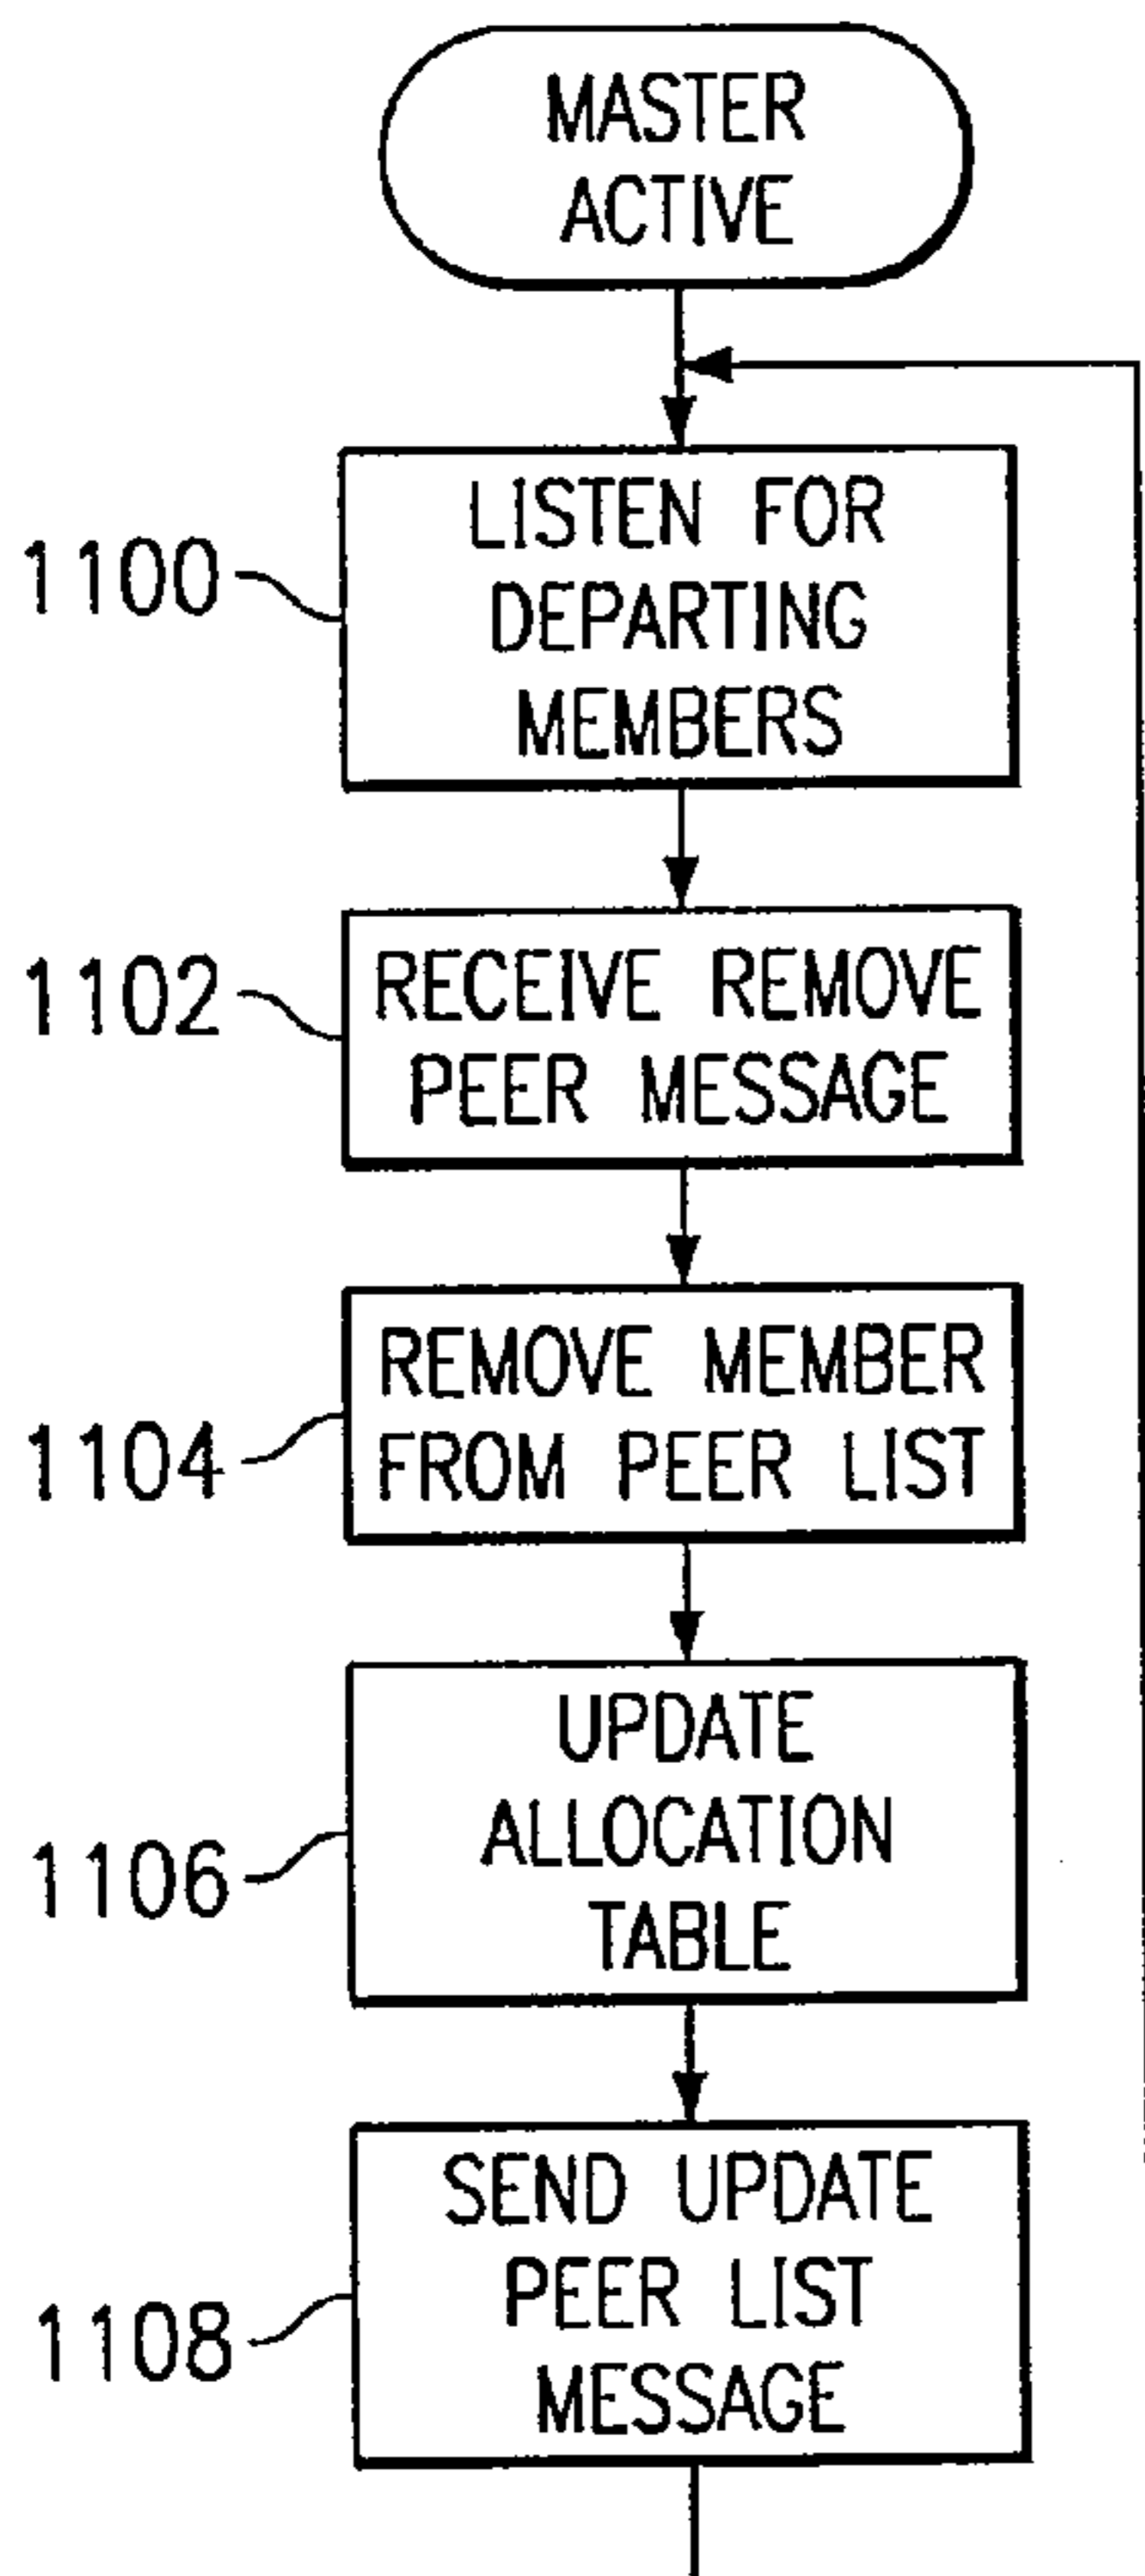 MASTER
ACTIVE
1100
LISTEN FOR
DEPARTING
MEMBERS
1102
RECEIVE REMOVE
PEER MESSAGE
1104
REMOVE MEMBER
FROM PEER LIST
1106
UPDATE
ALLOCATION
TABLE
1108
SEND UPDATE
PEER LIST
MESSAGE